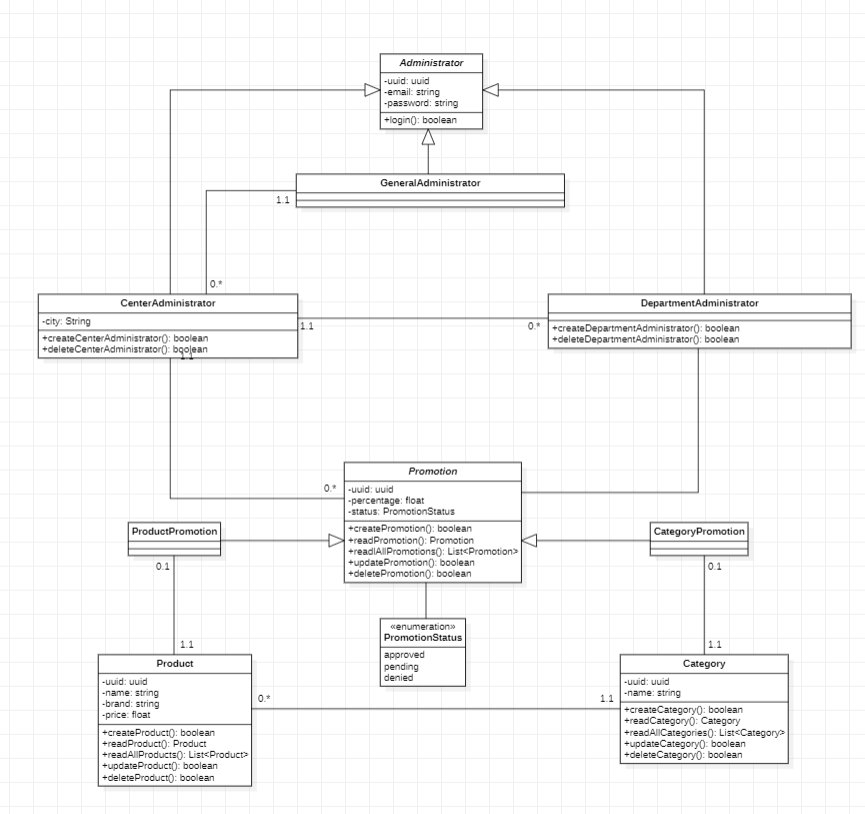 Administrator
-uuid: uuid
-email: string
-password: string
+login(): boolean
GeneralAdministrator
1.1
0.*
CenterAdministrator
-city: String
+createCenterAdministrator(): boolean
+deleteCenterAdministrator(): boolean
1.1
1.1
0.*
DepartmentAdministrator
+createDepartmentAdministrator(): boolean
+deleteDepartmentAdministrator(): boolean
0.*
Promotion
-uuid: uuid
-percentage: float
-status: PromotionStatus
+createPromotion(): boolean
+readPromotion(): Promotion
+readlAllPromotions(): List<Promotion>
+updatePromotion(): boolean
+deletePromotion(): boolean
ProductPromotion
CategoryPromotion
0.1
0.1
«enumeration»
PromotionStatus
approved
pending
denied
1.1
1.1
Product
-uuid: uuid
-name: string
-brand: string
-price: float
+createProduct(): boolean
+readProduct(): Product
+readAllProducts(): List<Product>
+updateProduct(): boolean
+deleteProduct(): boolean
0.*
1.1
Category
-uuid: uuid
-name: string
+createCategory(): boolean
+readCategory(): Category
+readAllCategories(): List<Category>
+updateCategory(): boolean
+deleteCategory(): boolean